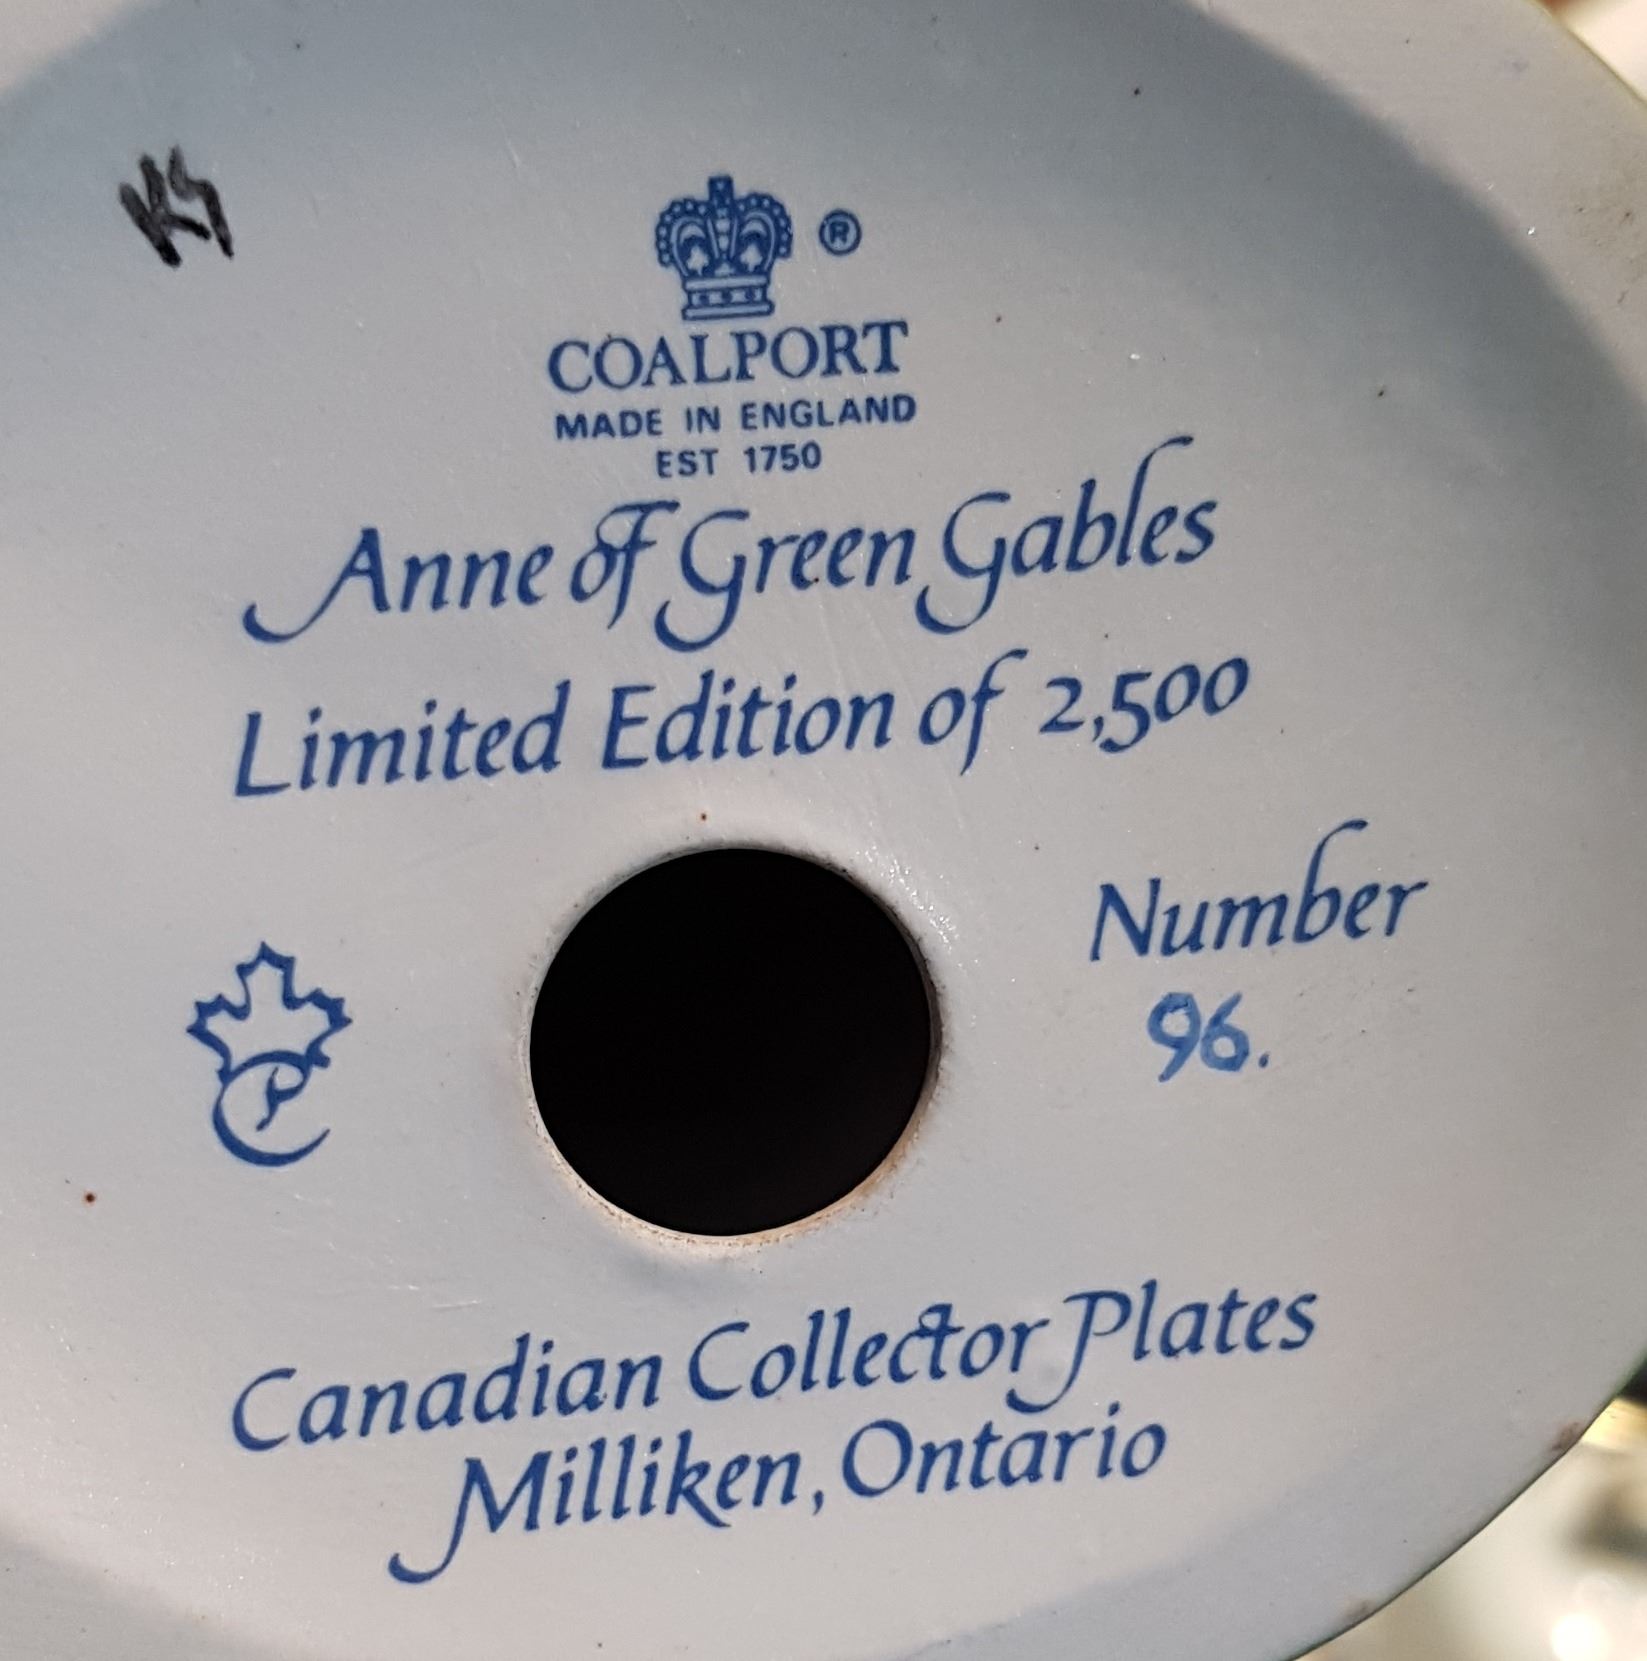 ®
COALPORT
MADE IN ENGLAND
EST 1750
Anne of Green Gables
Limited Edition of 2,500
Number
96.
CP
Canadian Collector Plates
Milliken, Ontario